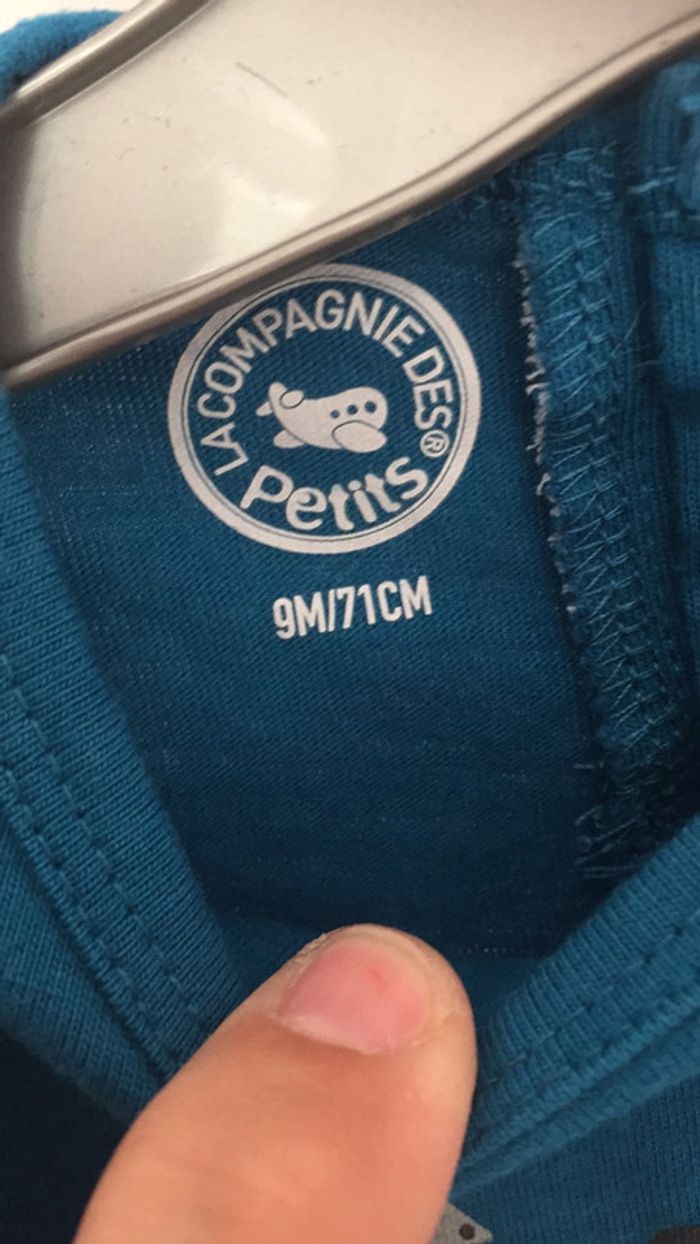 LA COMPAGNIE DES®
Petits
9M/71CM